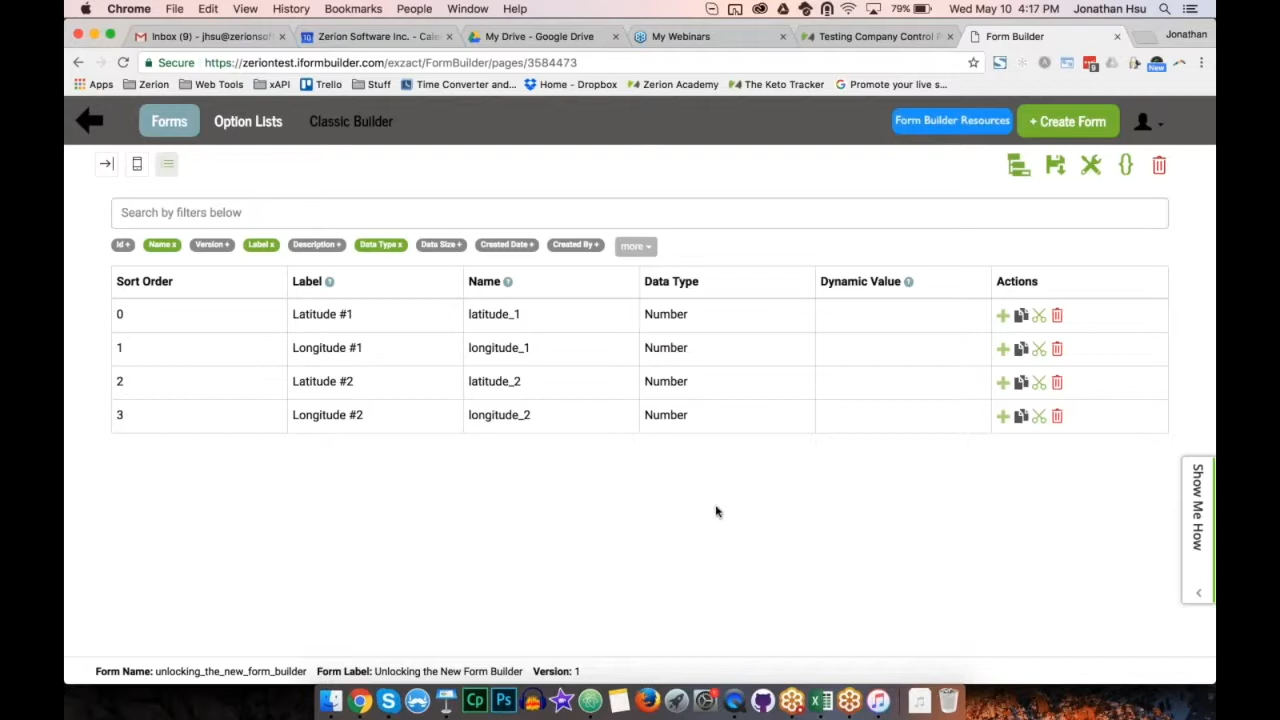 Chrome File Edit View History Bookmarks People Window Help 79% Wed May 10 4:17 PM Jonathan Hsu
Inbox (9) - jhsu@zerionsof × Zerion Software Inc. - Cale × My Drive - Google Drive × My Webinars × Testing Company Control P × Form Builder × Jonathan
Secure https://zeriontest.iformbuilder.com/exzact/FormBuilder/pages/3584473
Apps Zerion Web Tools xAPI Trello Stuff Time Converter and... Home - Dropbox Zerion Academy The Keto Tracker Promote your live s...
Forms Option Lists Classic Builder Form Builder Resources + Create Form
Search by filters below
Id + Name x Version + Label x Description + Data Type x Data Size + Created Date + Created By + more
Sort Order Label ? Name ? Data Type Dynamic Value ? Actions
0 Latitude #1 latitude_1 Number
1 Longitude #1 longitude_1 Number
2 Latitude #2 latitude_2 Number
3 Longitude #2 longitude_2 Number
Show Me How
Form Name: unlocking_the_new_form_builder Form Label: Unlocking the New Form Builder Version: 1
Cp Ps